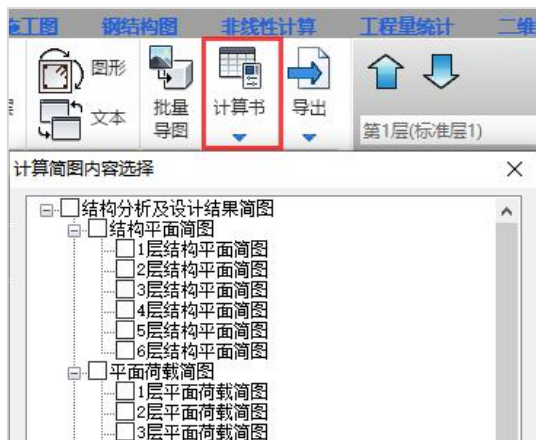 施工图 钢结构图 非线性计算 工程量统计 二维
图形
文本
批量
导图
计算书
导出
第1层(标准层1)
计算简图内容选择
结构分析及设计结果简图
结构平面简图
1层结构平面简图
2层结构平面简图
3层结构平面简图
4层结构平面简图
5层结构平面简图
6层结构平面简图
平面荷载简图
1层平面荷载简图
2层平面荷载简图
3层平面荷载简图